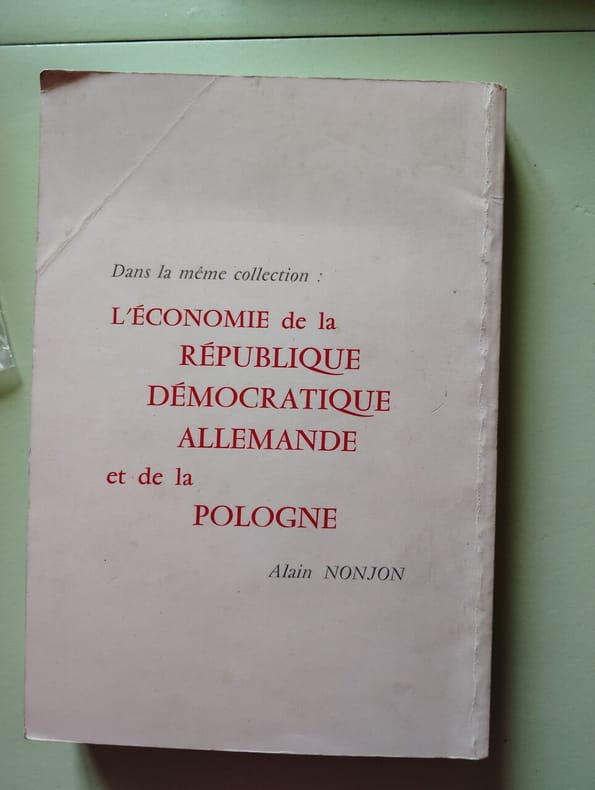 Dans la même collection :
L'ÉCONOMIE de la
RÉPUBLIQUE
DÉMOCRATIQUE
ALLEMANDE
et de la
POLOGNE
Alain NONJON